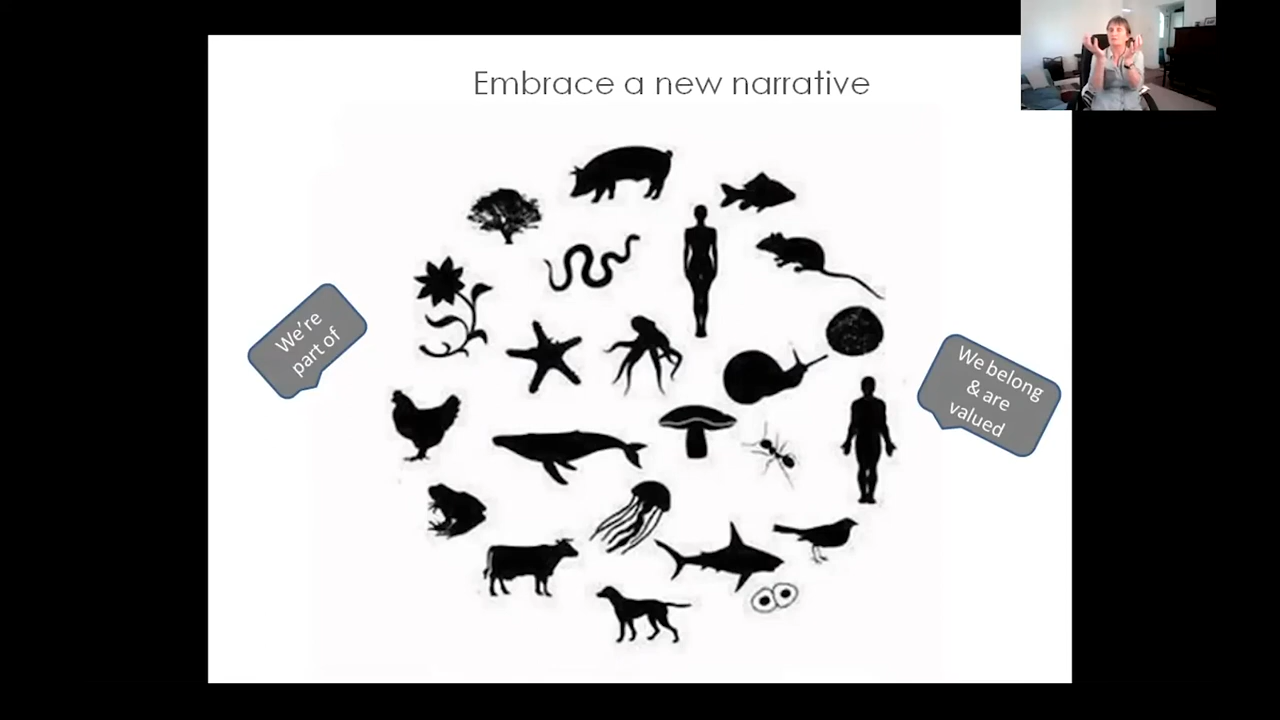 Embrace a new narrative
We're
part of
We belong
& are
valued